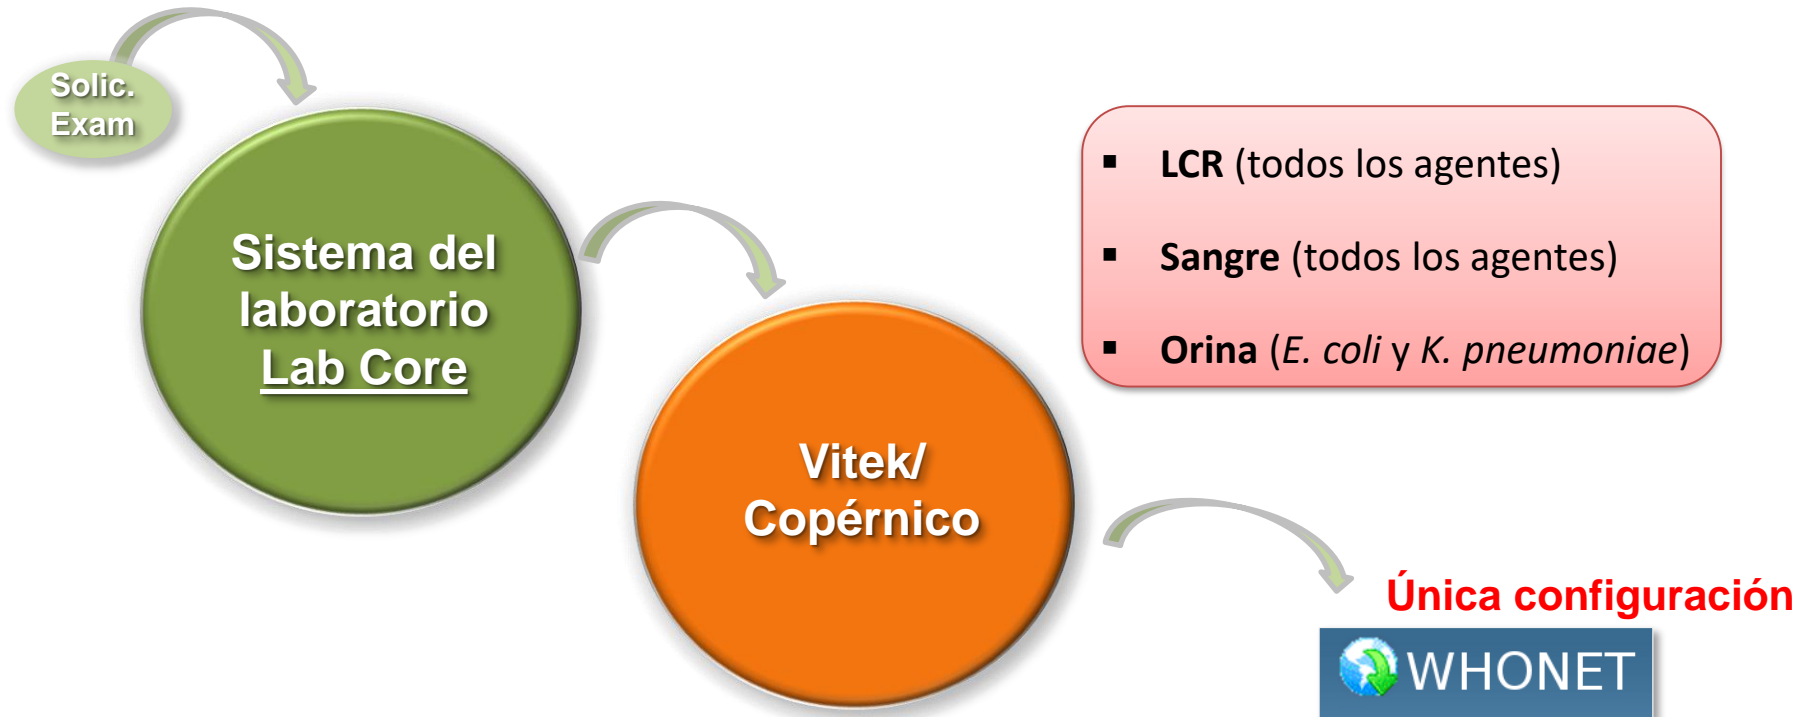 Solic.
Exam
Sistema del
laboratorio
Lab Core
▪ LCR (todos los agentes)
▪ Sangre (todos los agentes)
▪ Orina (E. coli y K. pneumoniae)
Vitek/
Copérnico
Única configuración
WHONET